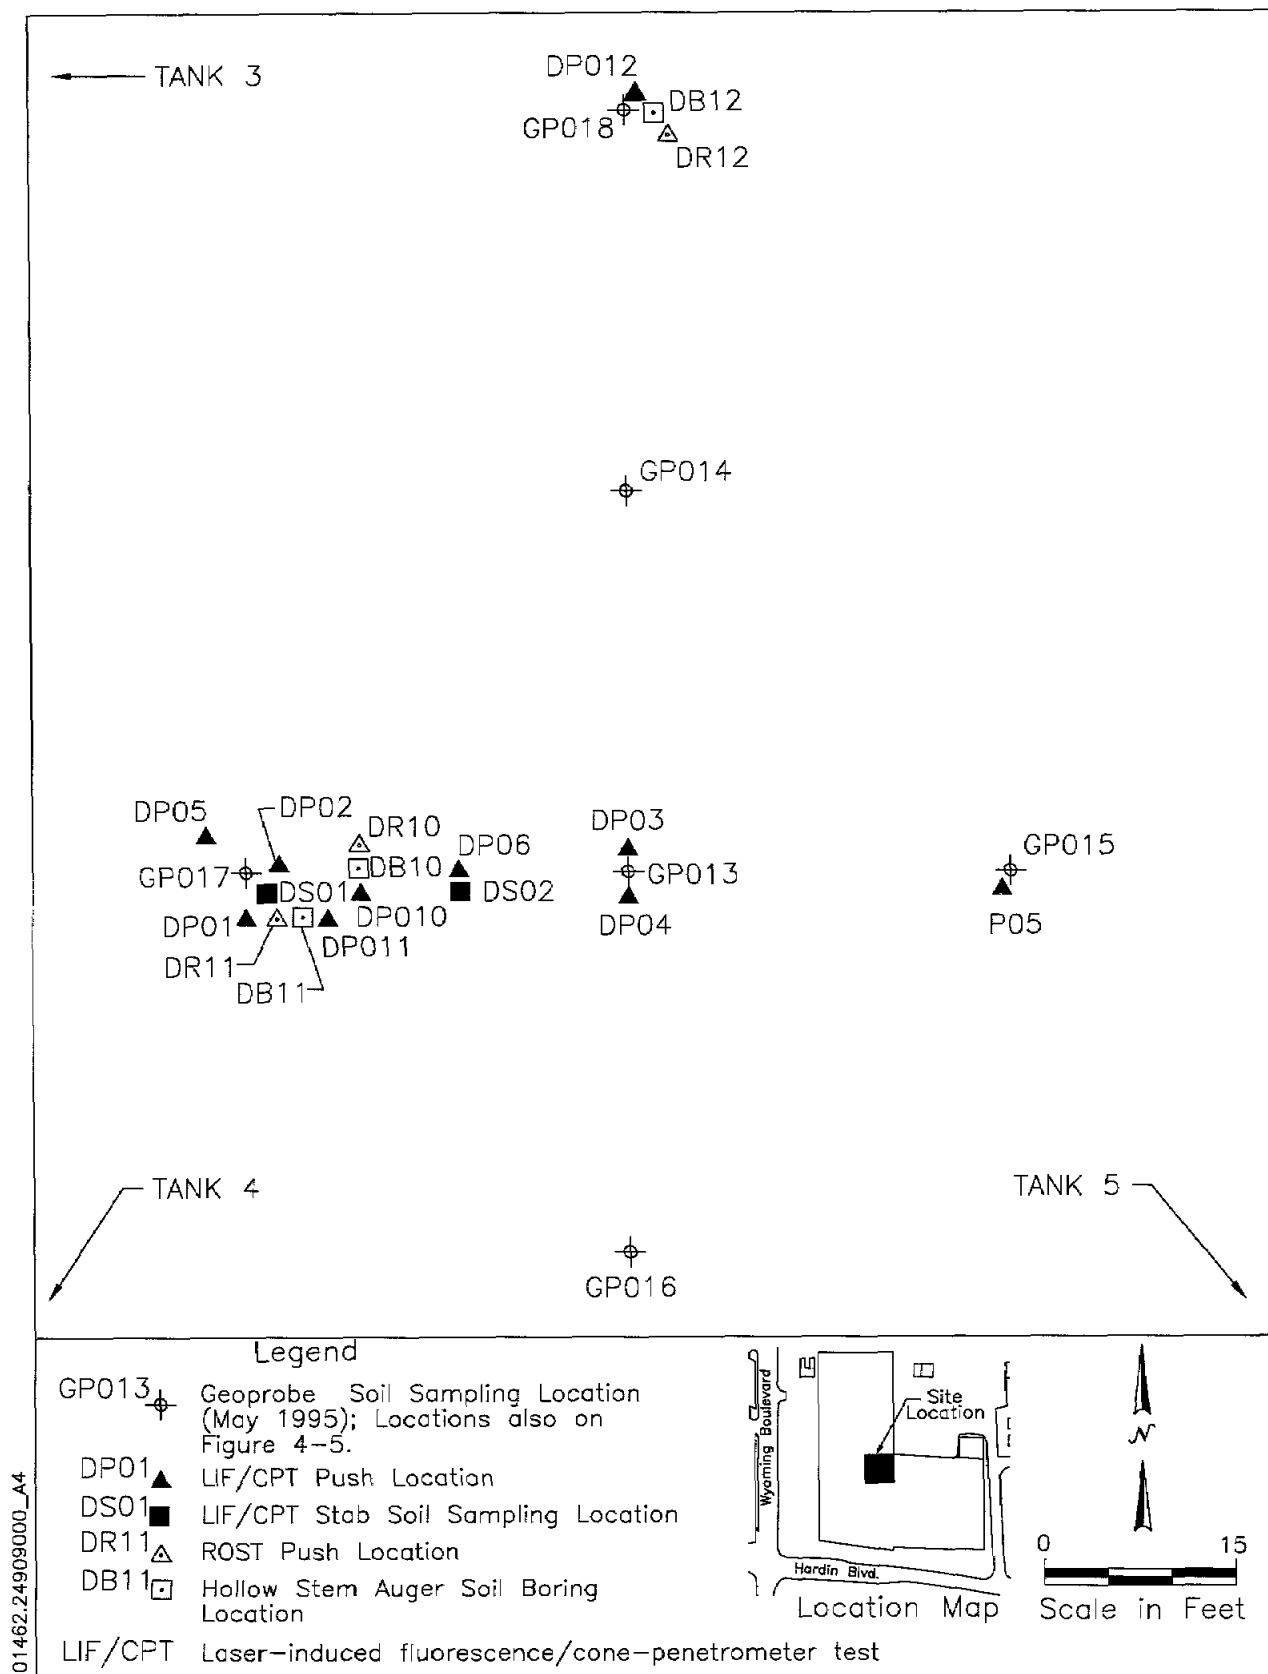 TANK 3
DP012
DB12
GP018
DR12
GP014
DP05
DP02
DR10
DP03
DP06
GP015
GP017
DB10
GP013
DS01
DS02
DP01
DP010
DP04
P05
DP011
DR11
DB11
TANK 4
TANK 5
GP016
Legend
GP013 Geoprobe Soil Sampling Location
(May 1995); Locations also on
Figure 4-5.
DP01 LIF/CPT Push Location
DS01 LIF/CPT Stab Soil Sampling Location
DR11 ROST Push Location
DB11 Hollow Stem Auger Soil Boring
Location
LIF/CPT Laser-induced fluorescence/cone-penetrometer test
Wyoming Boulevard
Site
Location
Hardin Blvd.
Location Map
N
0 15
Scale in Feet
01462.24909000_A4